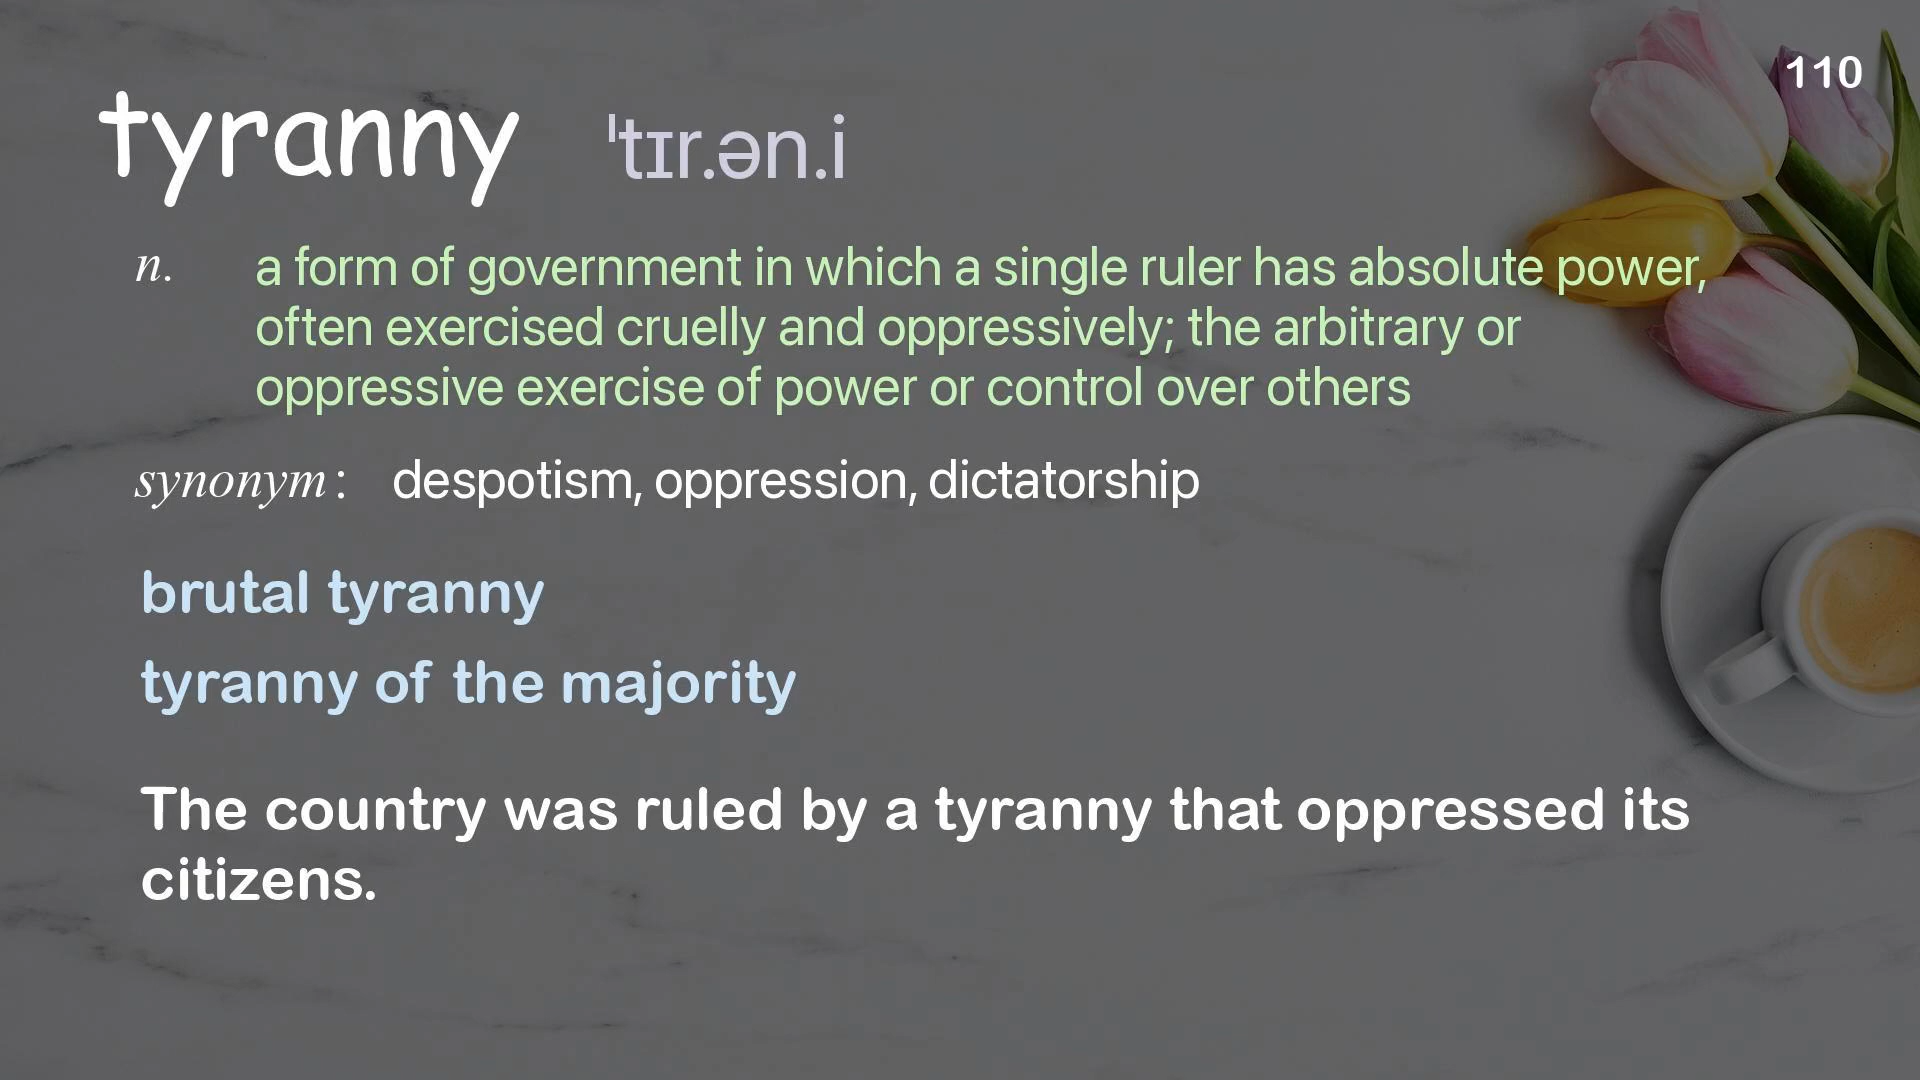 110
tyranny ˈtɪr.ən.i
n. a form of government in which a single ruler has absolute power,
often exercised cruelly and oppressively; the arbitrary or
oppressive exercise of power or control over others
synonym: despotism, oppression, dictatorship
brutal tyranny
tyranny of the majority
The country was ruled by a tyranny that oppressed its
citizens.